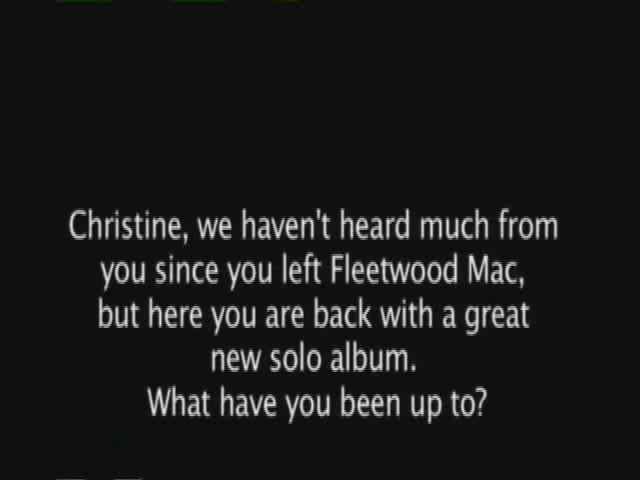 Christine, we haven't heard much from
you since you left Fleetwood Mac,
but here you are back with a great
new solo album.
What have you been up to?